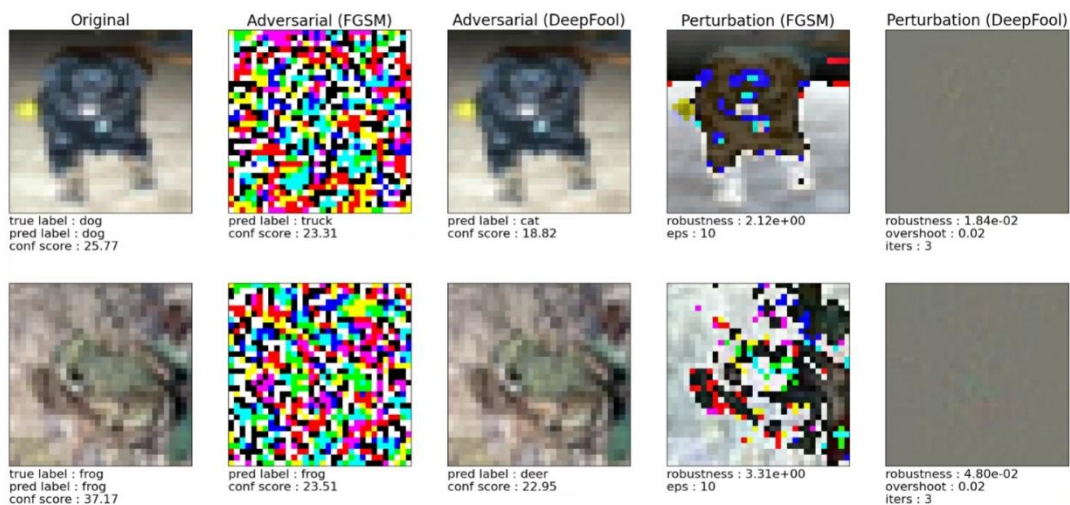 Original
Adversarial (FGSM)
Adversarial (DeepFool)
Perturbation (FGSM)
Perturbation (DeepFool)
true label : dog
pred label : dog
conf score : 25.77
pred label : truck
conf score : 23.31
pred label : cat
conf score : 18.82
robustness : 2.12e+00
eps : 10
robustness : 1.84e-02
overshoot : 0.02
iters : 3
true label : frog
pred label : frog
conf score : 37.17
pred label : frog
conf score : 23.51
pred label : deer
conf score : 22.95
robustness : 3.31e+00
eps : 10
robustness : 4.80e-02
overshoot : 0.02
iters : 3